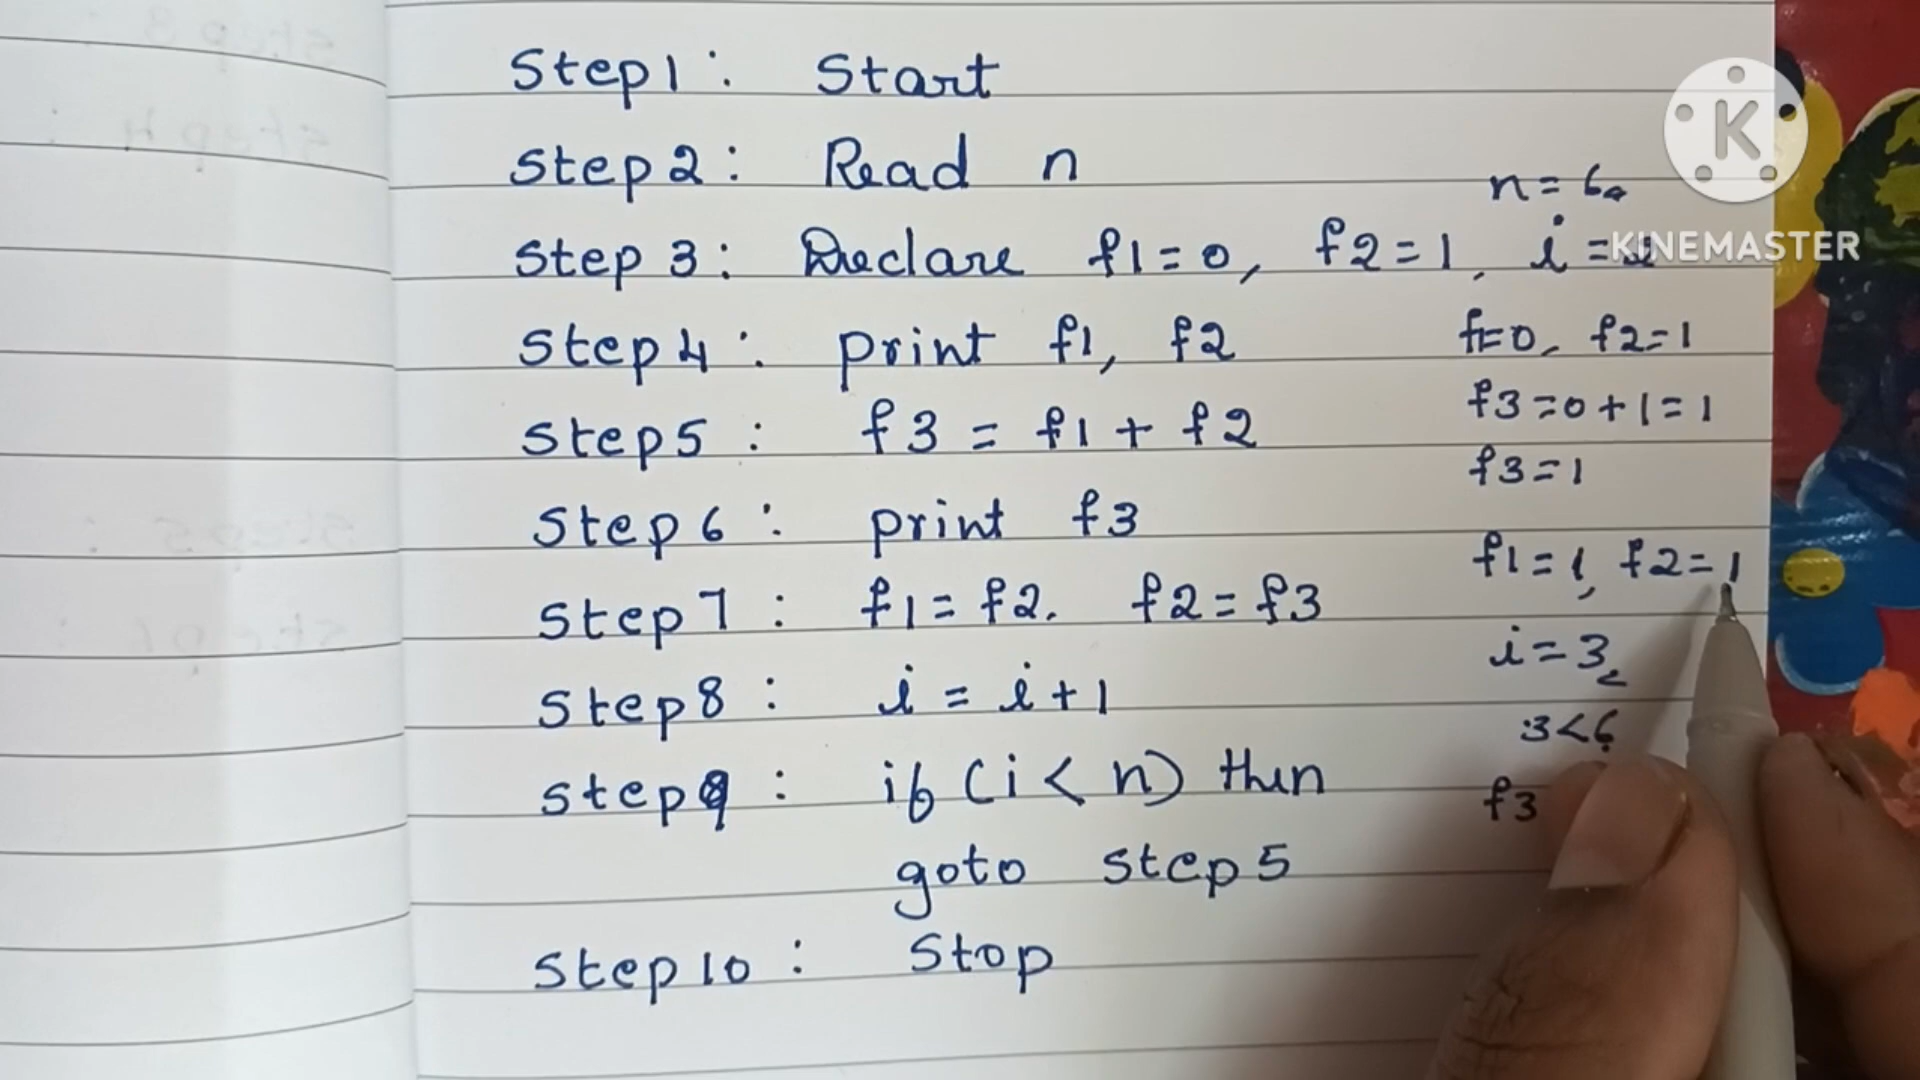 Step1 : Start
Step2 : Read n
Step 3 : Declare f1=0, f2=1, i =
Step4 : print f1, f2
Step5 : f3 = f1 + f2
Step6 : print f3
Step7 : f1 = f2. f2 = f3
Step8 : i = i + 1
Step9 : if (i < n) then
goto step5
Step10 : Stop
n = 6
f1=0, f2=1
f3=0+1=1
f3=1
f1=1, f2=1
i=3
3<6
f3
K
KINEMASTER